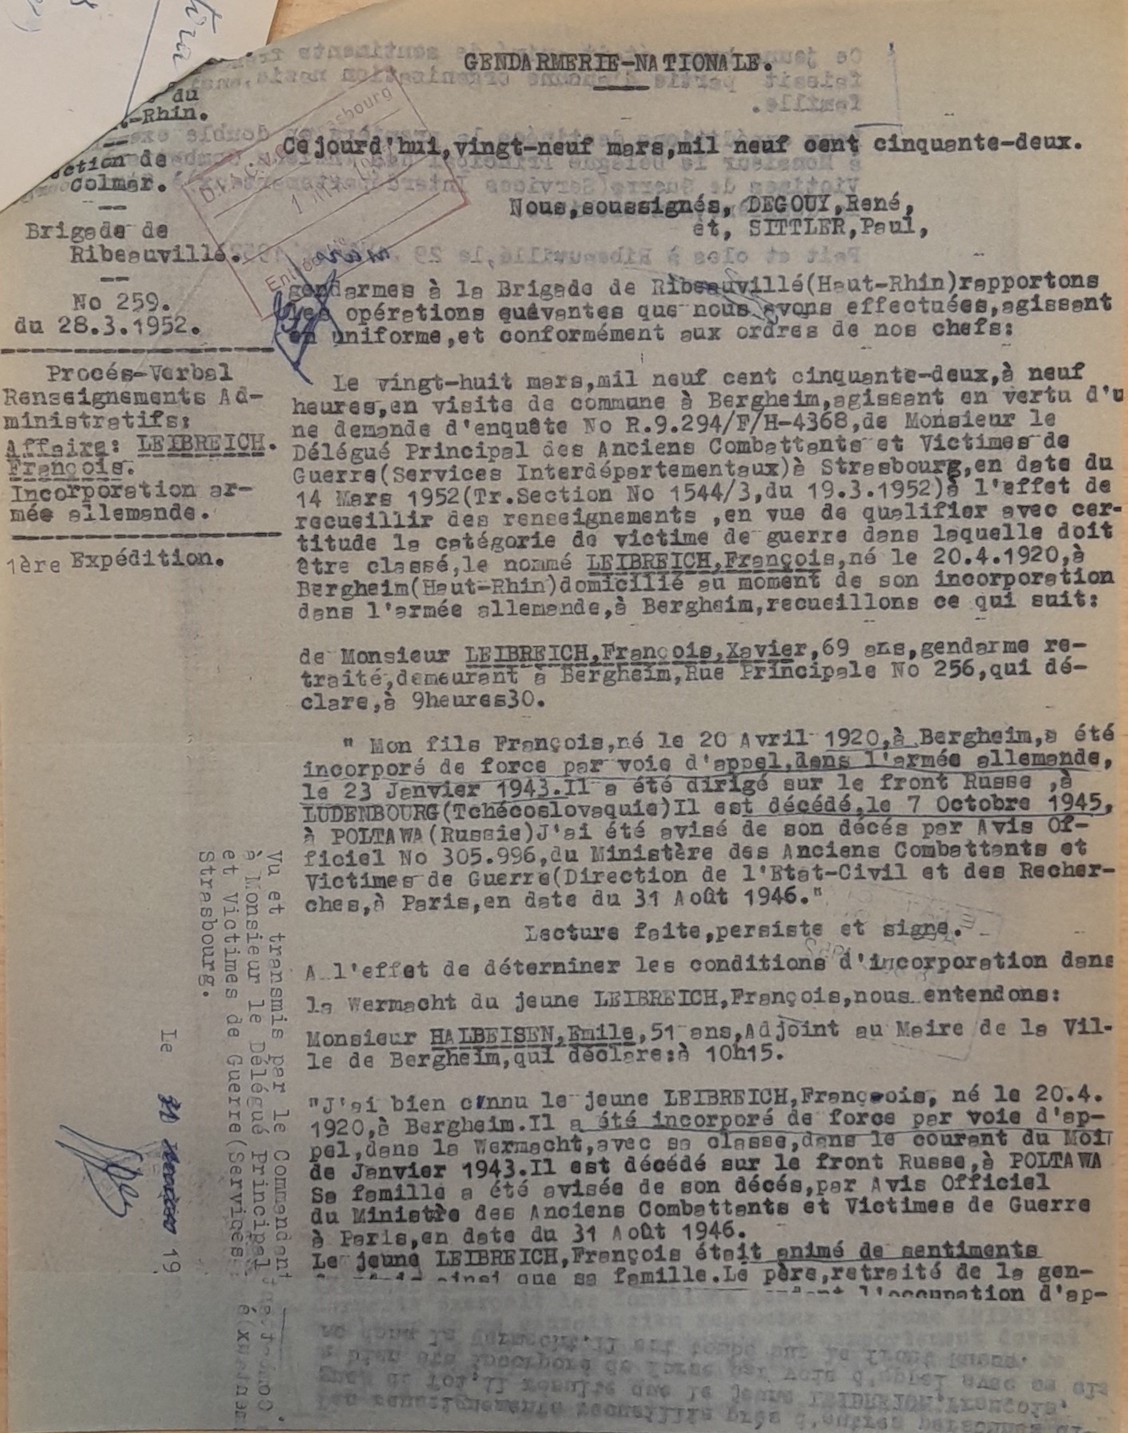 GENDARMERIE-NATIONALE.
du
-Rhin.
ction de
Colmar.
Brigade de
Ribeauvillé.
No 259.
du 28.3.1952.
Procés-Verbal
Renseignements Ad-
ministratifs:
Affaire: LEIBREICH.
François.
Incorporation ar-
mée allemande.
1ère Expédition.
Strasbourg
Cejourd'hui,vingt-neuf mars,mil neuf cent cinquante-deux.
Nous,soussignés, DEGOUY,René,
et, SITTLER,Paul,
gendarmes à la Brigade de Ribeauvillé(Haut-Rhin)rapportons
les opérations suivantes que nous avons effectuées,agissant
en uniforme,et conformément aux ordres de nos chefs:
Le vingt-huit mars,mil neuf cent cinquante-deux,à neuf
heures,en visite de commune à Bergheim,agissant en vertu d'u
ne demande d'enquête No R.9.294/F/H-4368,de Monsieur le
Délégué Principal des Anciens Combattants et Victimes de
Guerre(Services Interdépartementaux)à Strasbourg,en date du
14 Mars 1952(Tr.Section No 1544/3,du 19.3.1952)à l'effet de
recueillir des renseignements ,en vue de qualifier avec cer-
titude la catégorie de victime de guerre dans laquelle doit
être classé,le nommé LEIBREICH,François,né le 20.4.1920,à
Bergheim(Haut-Rhin)domicilié au moment de son incorporation
dans l'armée allemande,à Bergheim,recueillons ce qui suit:
de Monsieur LEIBREICH,François,Xavier,69 ans,gendarme re-
traité,demeurant à Bergheim,Rue Principale No 256,qui dé-
clare,à 9heures30.
" Mon fils François,né le 20 Avril 1920,à Bergheim,a été
incorporé de force par voie d'appel,dans l'armée allemande,
le 23 Janvier 1943.Il a été dirigé sur le front Russe ,à
LUDENBOURG(Tchécoslovaquie)Il est décédé,le 7 Octobre 1945,
à POLTAWA(Russie)J'ai été avisé de son décés par Avis Of-
ficiel No 305.996,du Ministère des Anciens Combattants et
Victimes de Guerre(Direction de l'Etat-Civil et des Recher-
ches,à Paris,en date du 31 Août 1946."
Lecture faite,persiste et signe.
A l'effet de déterniner les conditions d'incorporation dans
la Wermacht du jeune LEIBREICH,François,nous entendons:
Monsieur HALBEISEN,Emile,51 ans,Adjoint au Maire de la Vil-
le de Bergheim,qui déclare:à 10h15.
"J'ai bien connu le jeune LEIBREICH,François, né le 20.4.
1920,à Bergheim.Il a été incorporé de force par voie d'ap-
pel,dans la Wermacht,avec sa classe,dans le courant du Moi
de Janvier 1943.Il est décédé sur le front Russe,à POLTAWA
Sa famille a été avisée de son décés,par Avis Officiel
du Ministère des Anciens Combattants et Victimes de Guerre
à Paris,en date du 31 Août 1946.
Le jeune LEIBREICH,François était animé de sentiments
ainsi que sa famille.Le père,retraité de la gen-
l'occupation d'ap-
Vu et transmis par le Commandant
à Monsieur le Délégué Principal
et Victimes de Guerre(Services
Strasbourg.
Le
19